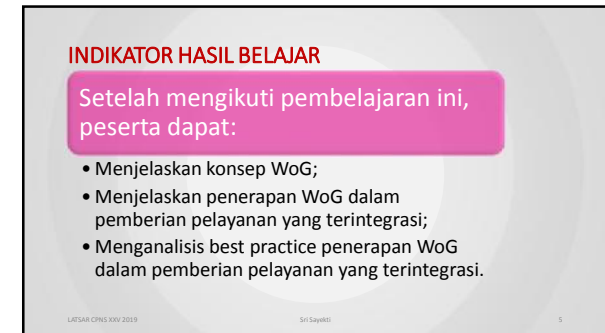 INDIKATOR HASIL BELAJAR
Setelah mengikuti pembelajaran ini,
peserta dapat:
• Menjelaskan konsep WoG;
• Menjelaskan penerapan WoG dalam
pemberian pelayanan yang terintegrasi;
• Menganalisis best practice penerapan WoG
dalam pemberian pelayanan yang terintegrasi.
LATSAR CPNS XXV 2019 Sri Sayekti 5